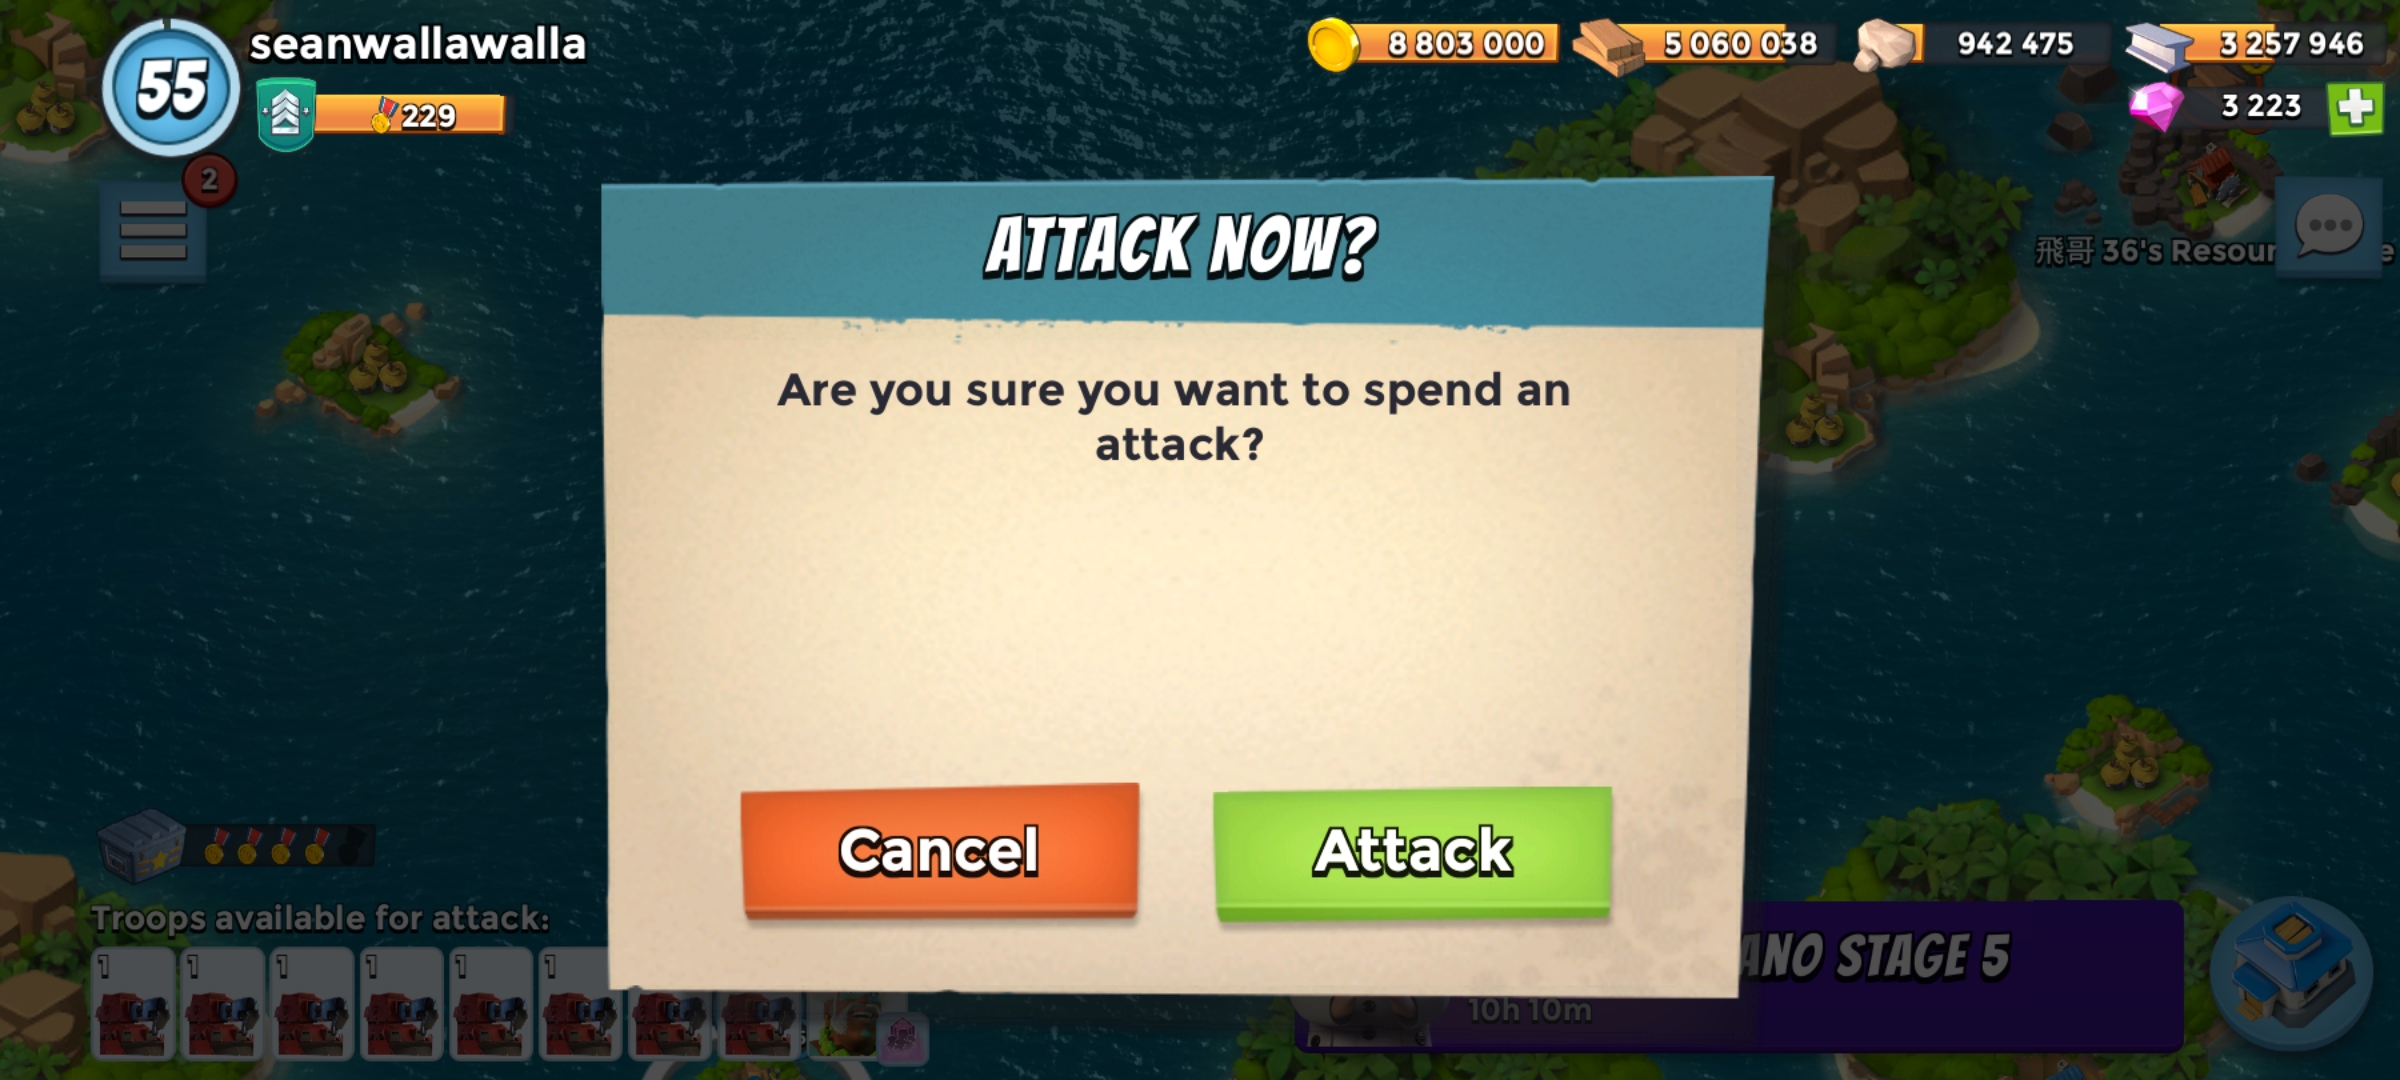 55
seanwallawalla
229
8 803 000
5 060 038
942 475
3 257 946
3 223
2
飛哥 36's Resour
ATTACK NOW?
Are you sure you want to spend an
attack?
Cancel
Attack
Troops available for attack:
1
1
1
1
1
1
ANO STAGE 5
10h 10m